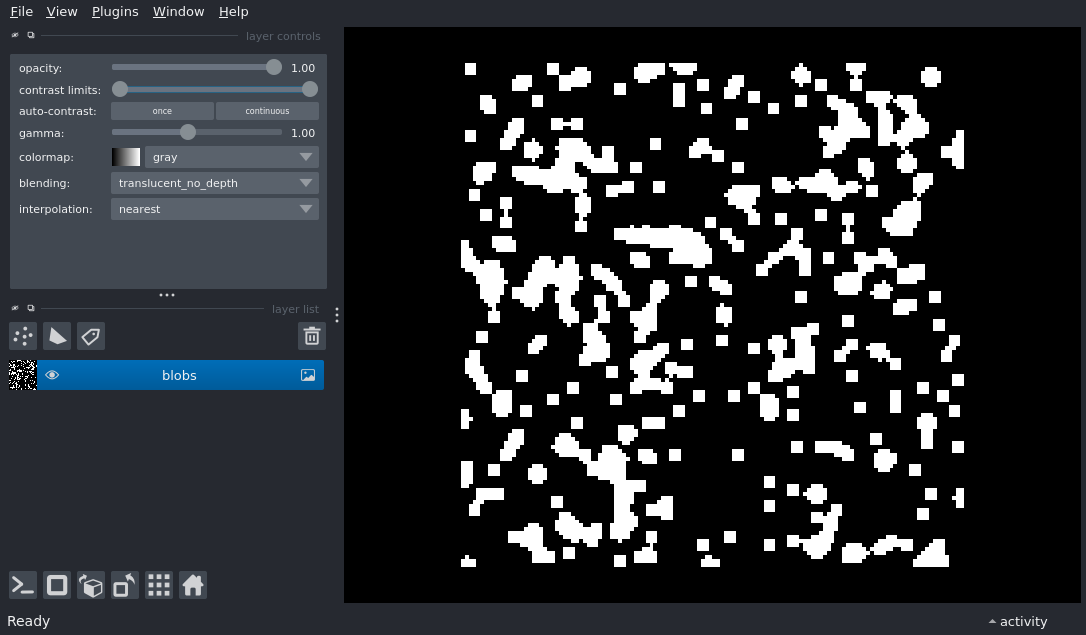 File View Plugins Window Help
layer controls
opacity: 1.00
contrast limits:
auto-contrast: once continuous
gamma: 1.00
colormap: gray
blending: translucent_no_depth
interpolation: nearest
layer list
blobs
Ready activity